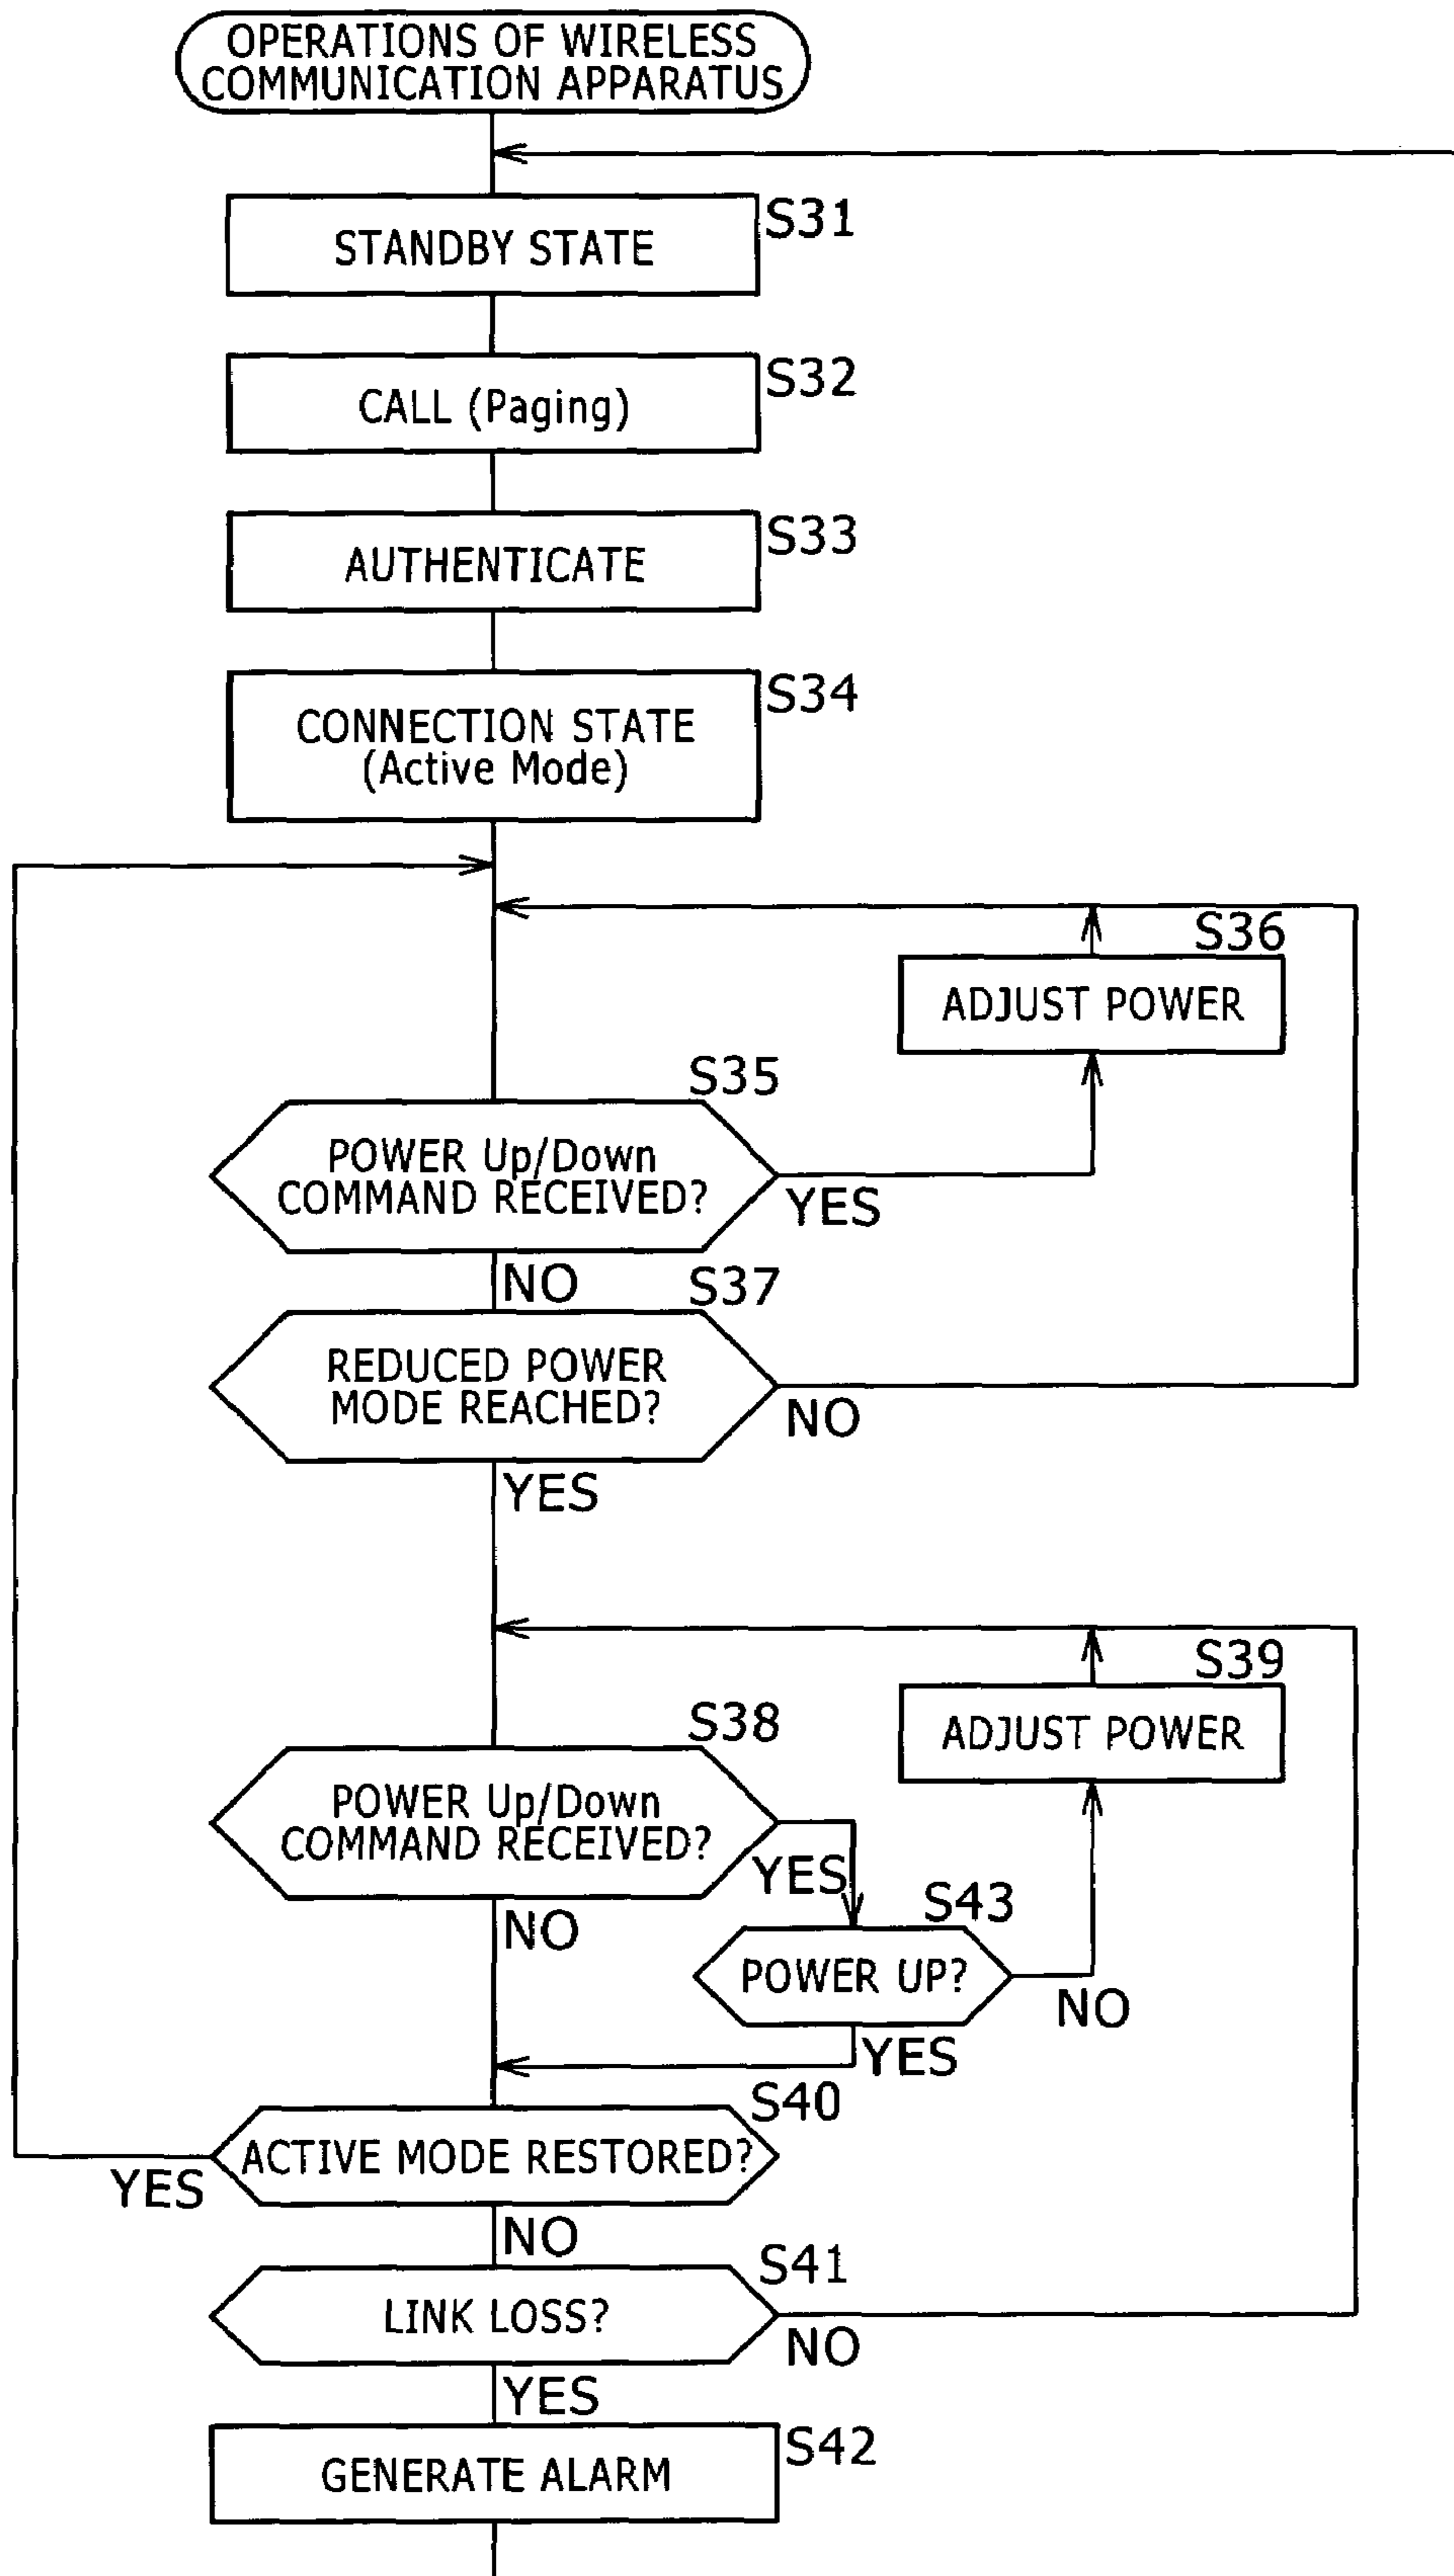 OPERATIONS OF WIRELESS
COMMUNICATION APPARATUS
S31
STANDBY STATE
S32
CALL (Paging)
S33
AUTHENTICATE
S34
CONNECTION STATE
(Active Mode)
S36
ADJUST POWER
S35
POWER Up/Down
COMMAND RECEIVED?
YES
NO
S37
REDUCED POWER
MODE REACHED?
NO
YES
S39
ADJUST POWER
S38
POWER Up/Down
COMMAND RECEIVED?
YES
NO
S43
POWER UP?
NO
YES
S40
ACTIVE MODE RESTORED?
YES
NO
S41
LINK LOSS?
NO
YES
S42
GENERATE ALARM